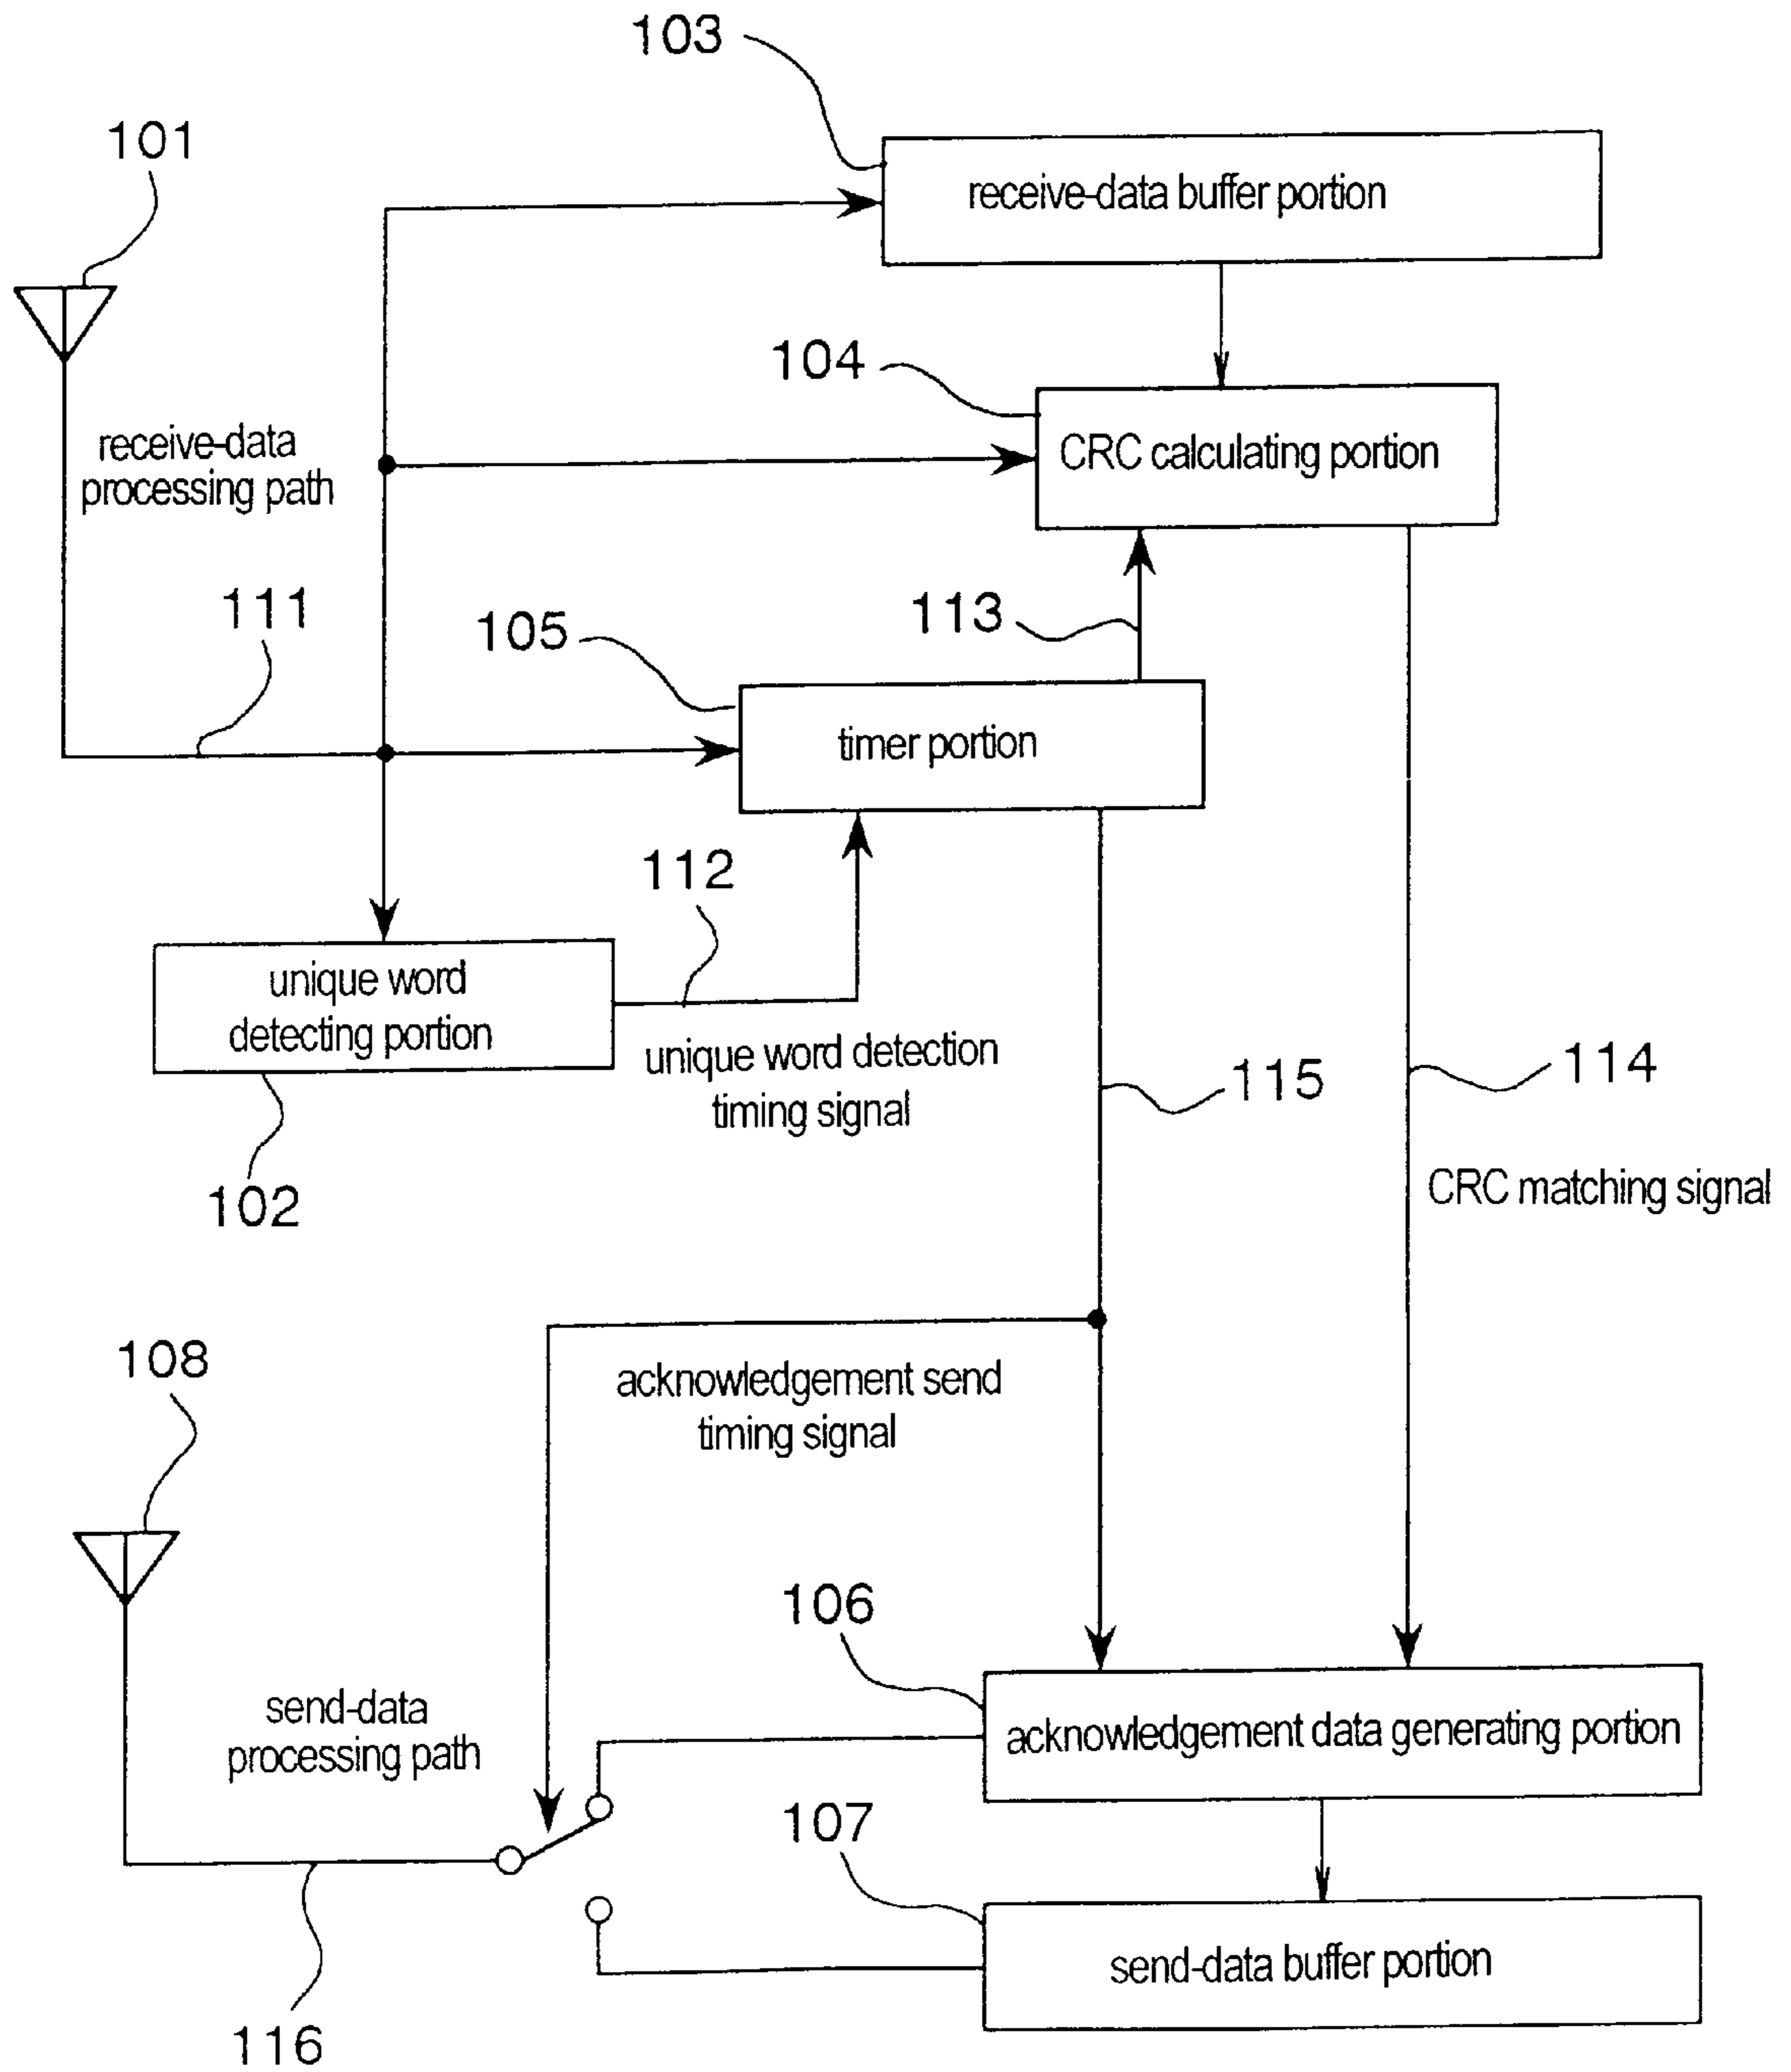 103
101
receive-data buffer portion
104
receive-data
processing path
CRC calculating portion
111
105
113
timer portion
112
unique word
detecting portion
unique word detection
timing signal
115
114
102
CRC matching signal
108
acknowledgement send
timing signal
106
send-data
processing path
acknowledgement data generating portion
107
send-data buffer portion
116